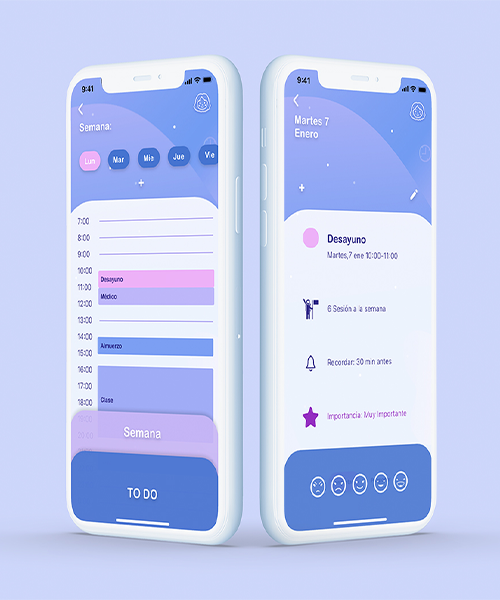 9:41
Semana:
Lun
Mar
Mie
Jue
Vie
7:00
8:00
9:00
10:00
Desayuno
11:00
Médico
12:00
13:00
14:00
Almuerzo
15:00
16:00
17:00
18:00
Clase
Semana
TO DO
9:41
Martes 7
Enero
Desayuno
Martes,7 ene 10:00-11:00
6 Sesión a la semana
Recordar: 30 min antes
Importancia: Muy Importante